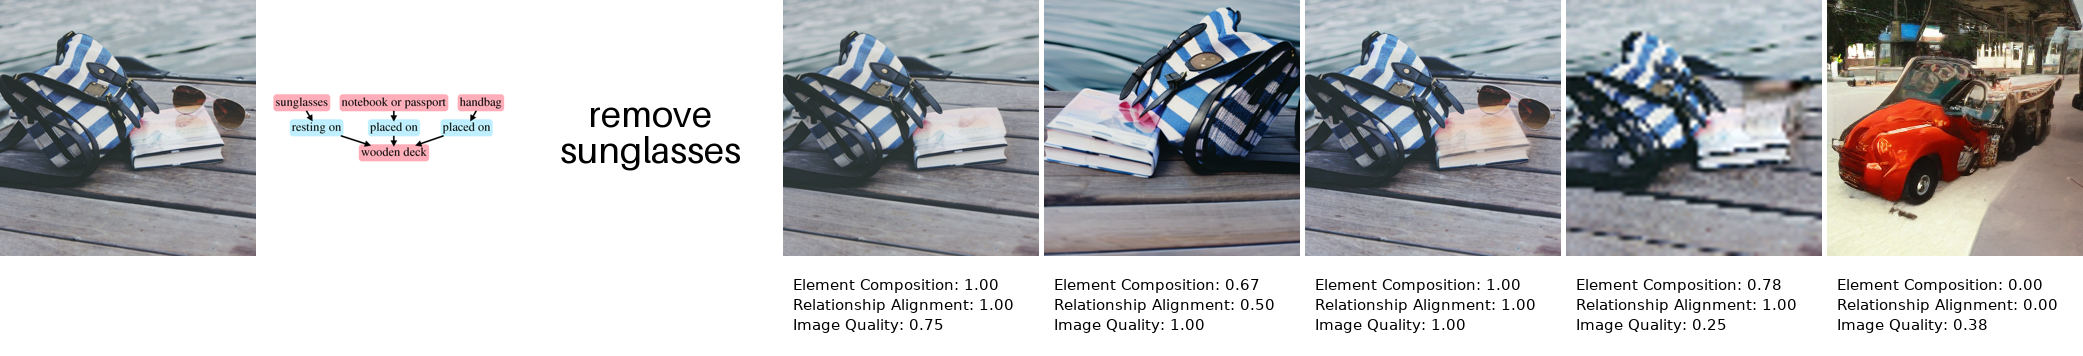 sunglasses notebook or passport handbag
resting on placed on placed on
wooden deck
remove
sunglasses
Element Composition: 1.00
Relationship Alignment: 1.00
Image Quality: 0.75
Element Composition: 0.67
Relationship Alignment: 0.50
Image Quality: 1.00
Element Composition: 1.00
Relationship Alignment: 1.00
Image Quality: 1.00
Element Composition: 0.78
Relationship Alignment: 1.00
Image Quality: 0.25
Element Composition: 0.00
Relationship Alignment: 0.00
Image Quality: 0.38